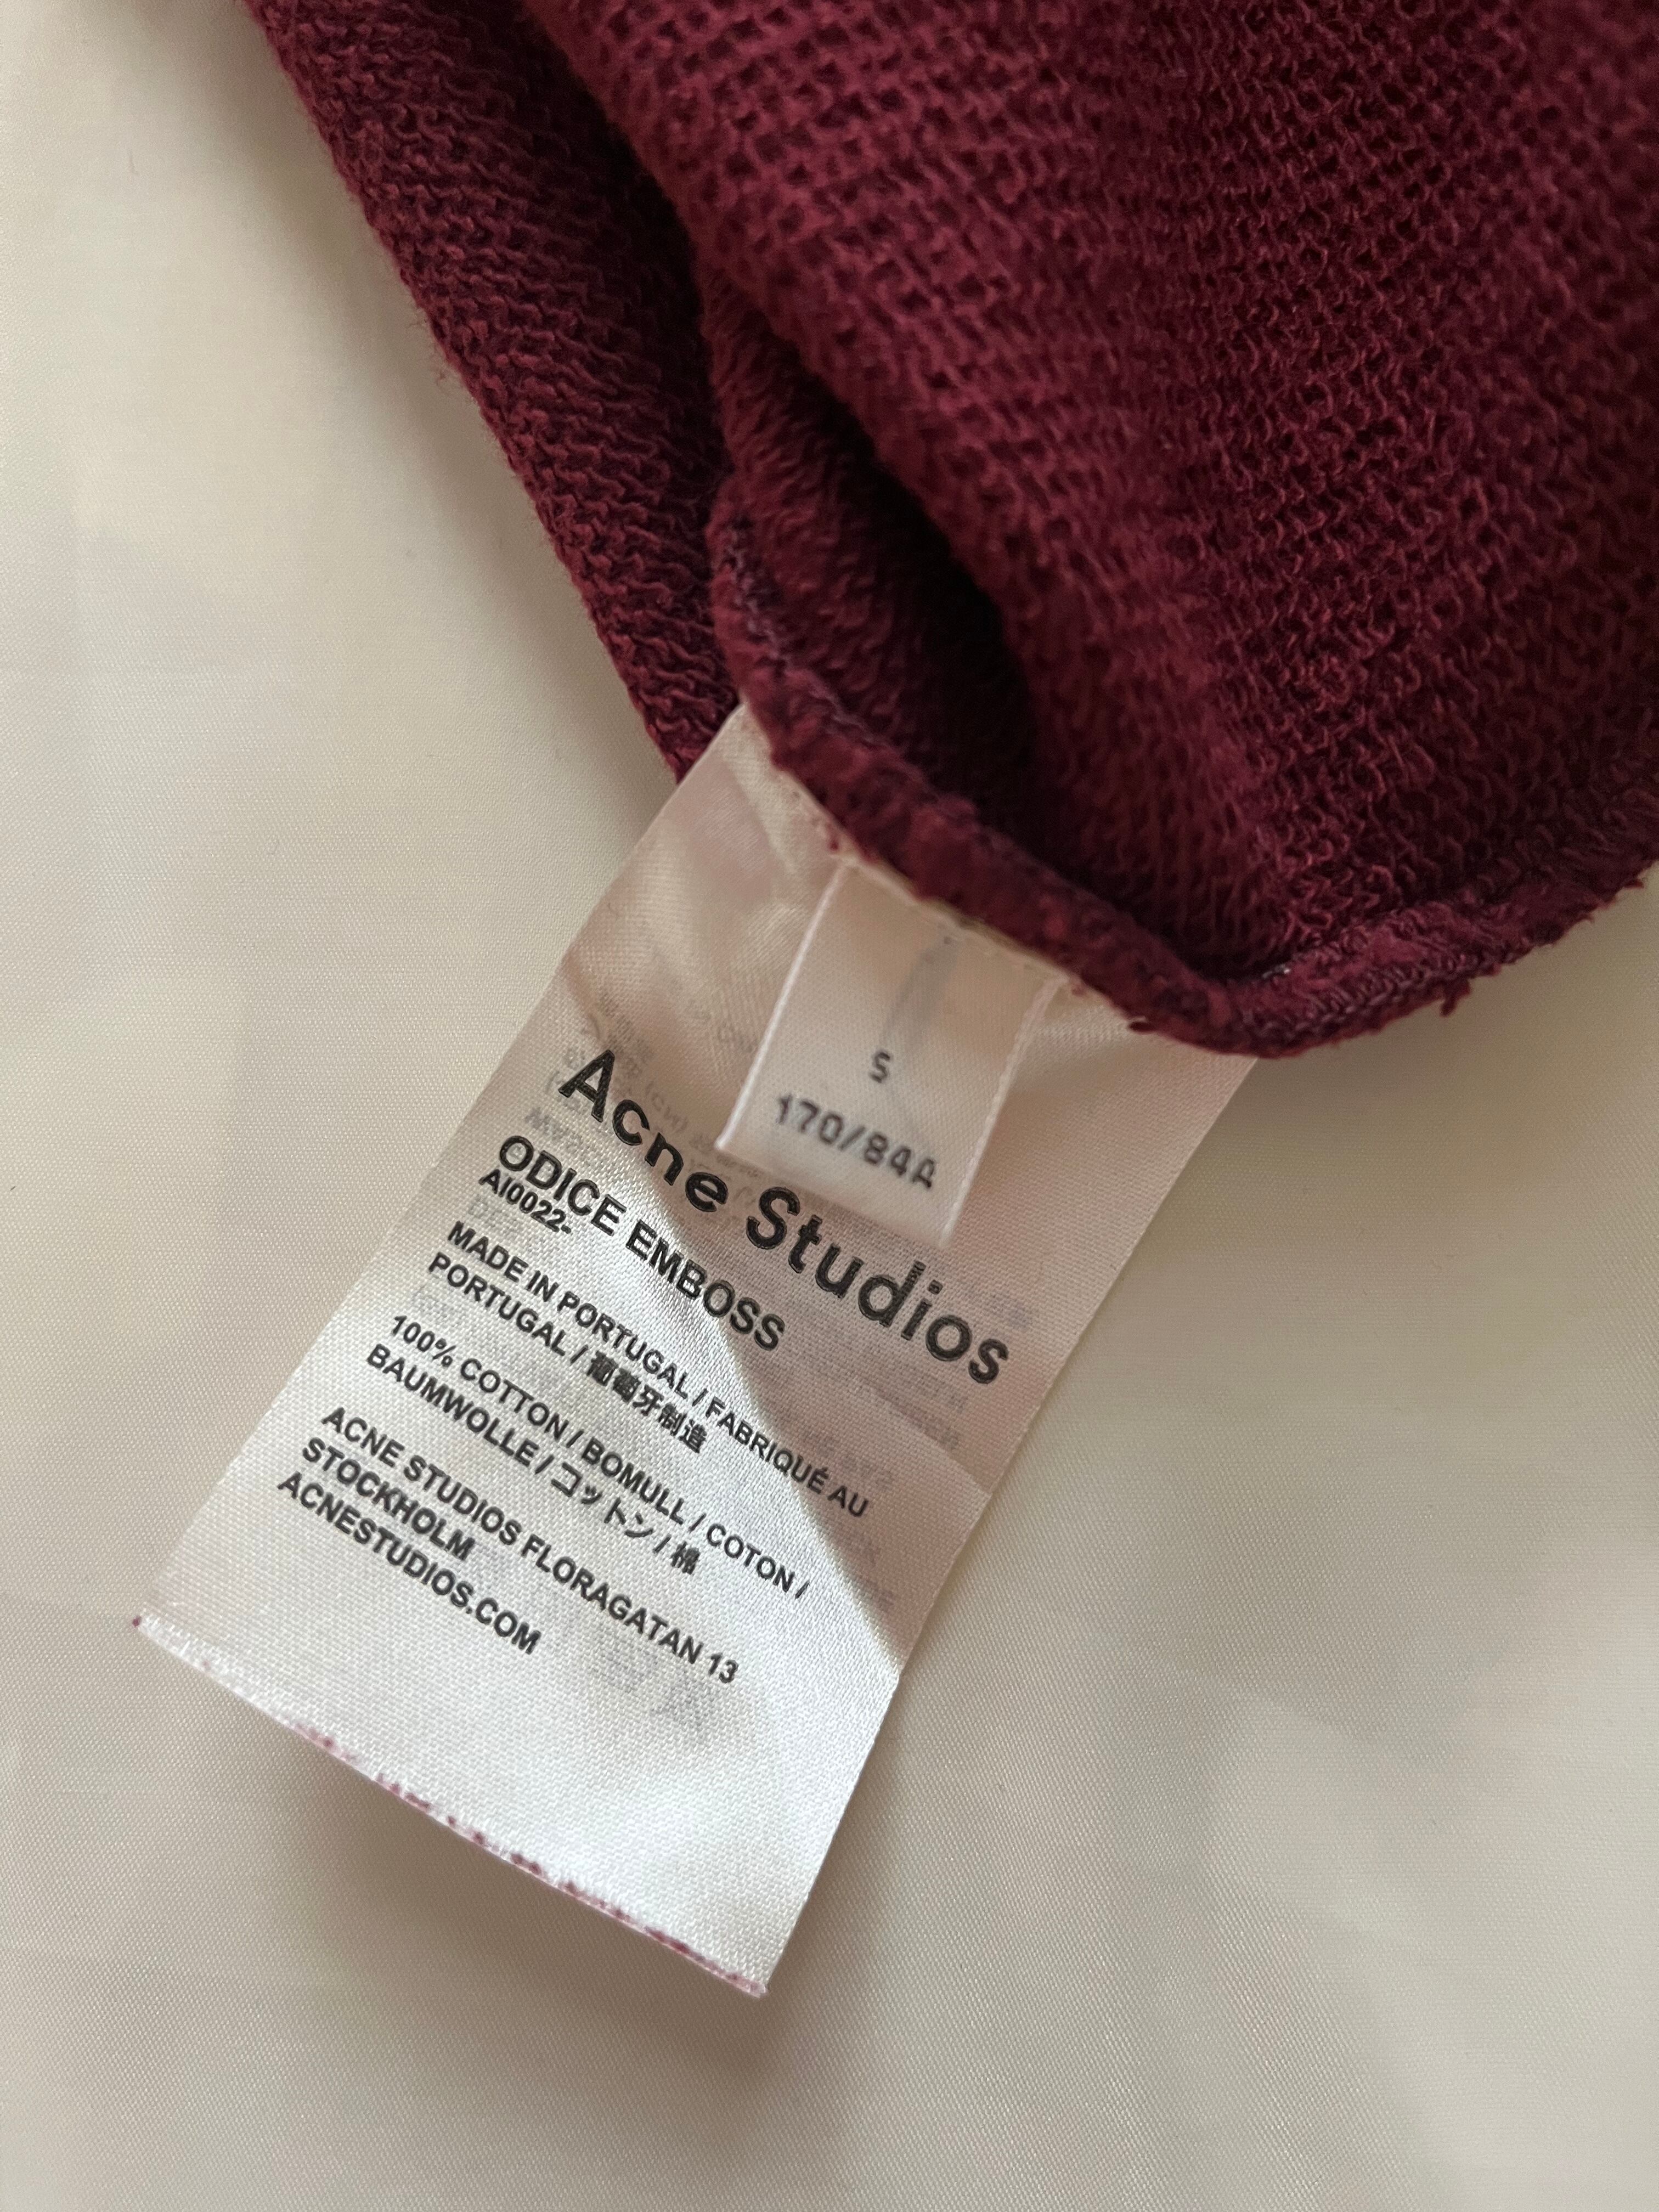 S
170/84A
Acne Studios
ODICE EMBOSS
AI0022-
MADE IN PORTUGAL / FABRIQUÉ AU
PORTUGAL / 葡萄牙制造
100% COTTON / BOMULL / COTON /
BAUMWOLLE / コットン / 棉
ACNE STUDIOS FLORAGATAN 13
STOCKHOLM
ACNESTUDIOS.COM